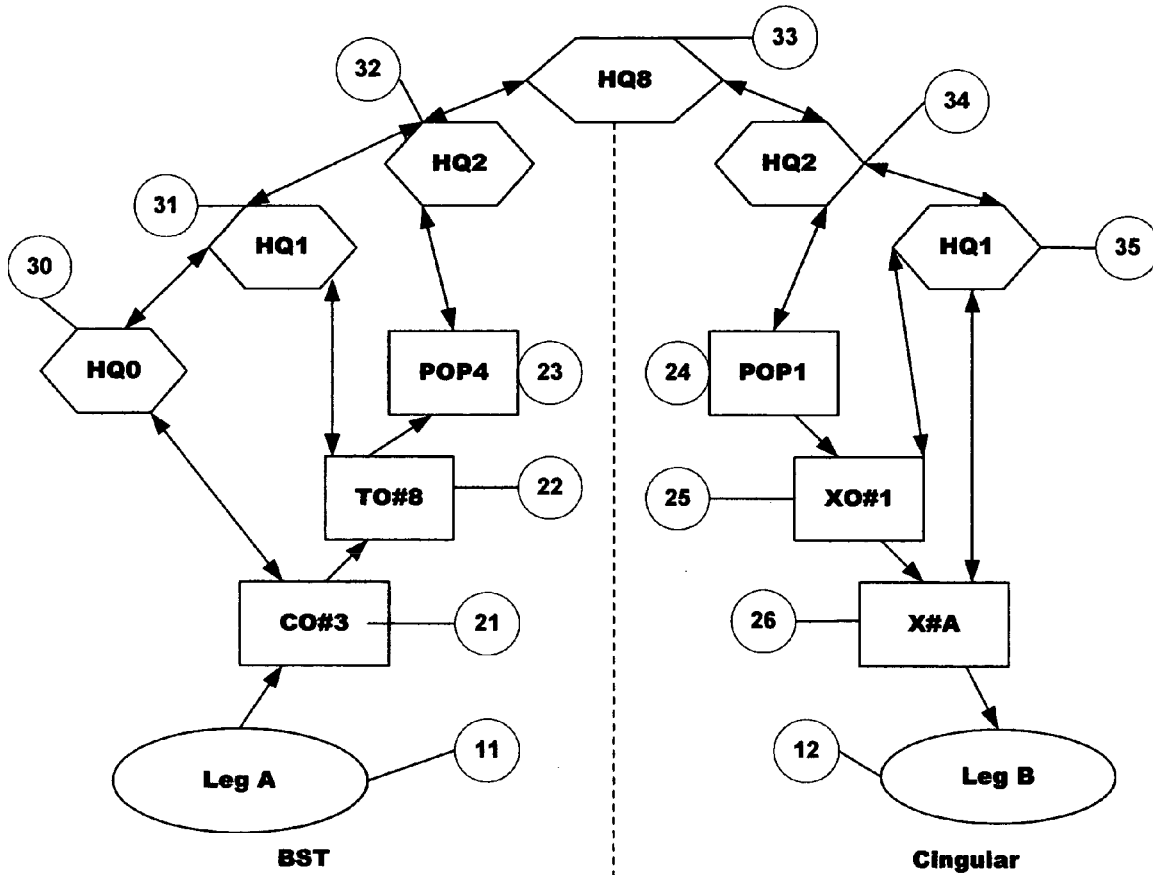 33
HQ8
32
34
HQ2
HQ2
31
HQ1
HQ1
35
30
HQ0
POP4
23
24
POP1
TO#8
22
25
XO#1
CO#3
21
26
X#A
Leg A
11
12
Leg B
BST
Cingular